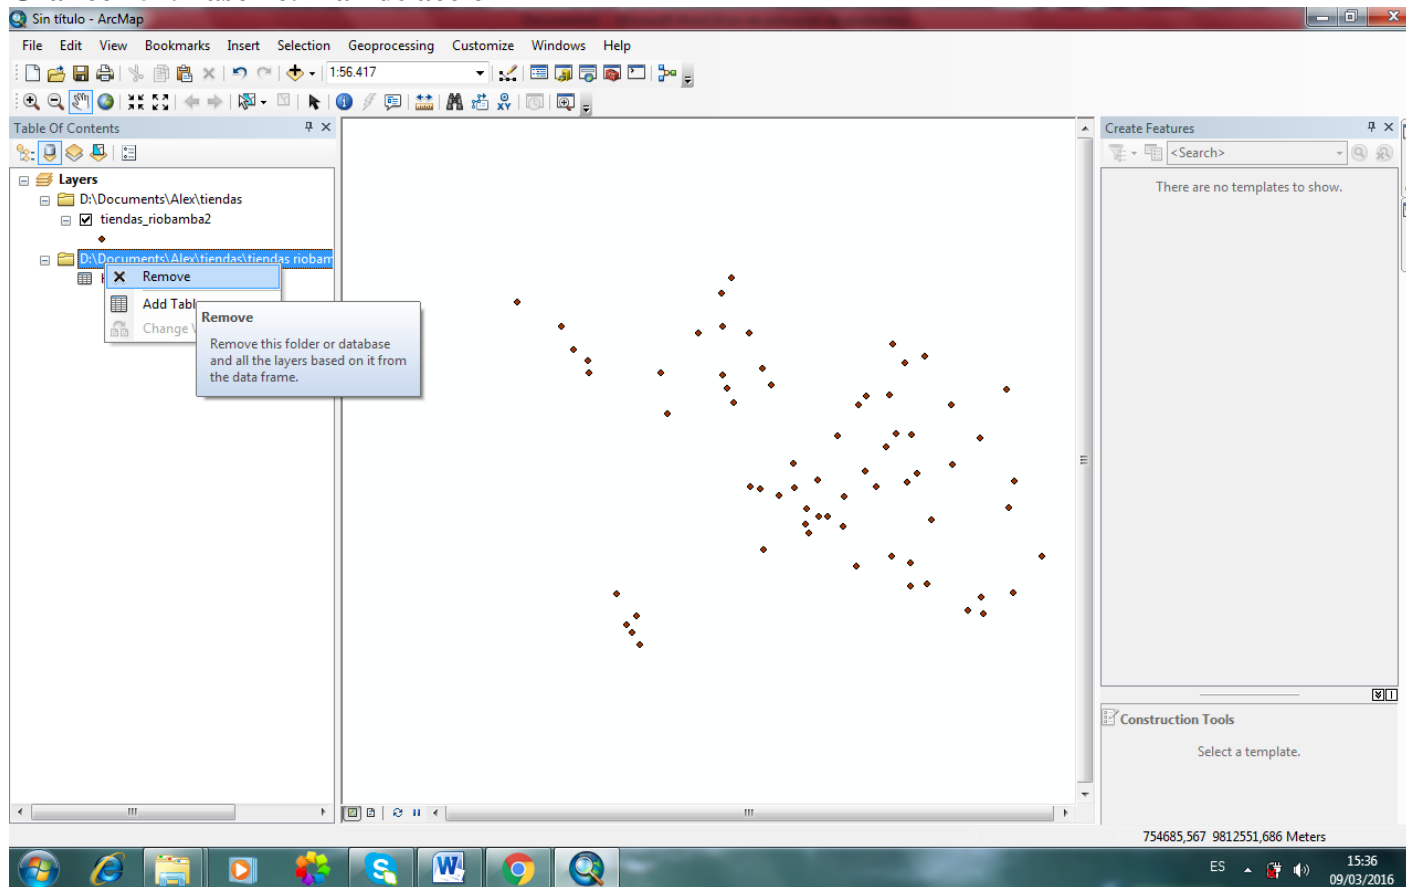 Sin título - ArcMap
File Edit View Bookmarks Insert Selection Geoprocessing Customize Windows Help
1:56.417
Table Of Contents
Create Features
<Search>
There are no templates to show.
Layers
D:\Documents\Alex\tiendas
tiendas_riobamba2
D:\Documents\Alex\tiendas\tiendas riobam
Remove
Add Tabl
Change
Remove
Remove this folder or database
and all the layers based on it from
the data frame.
Construction Tools
Select a template.
754685,567 9812551,686 Meters
ES
15:36
09/03/2016